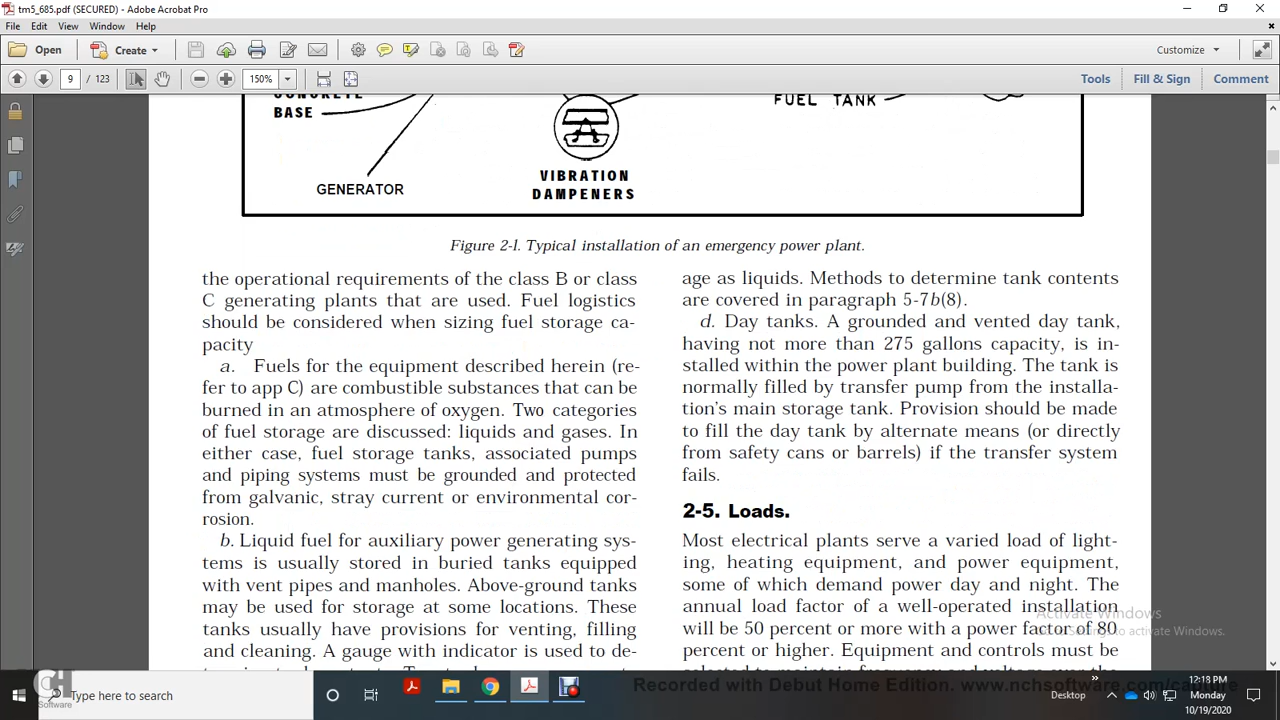 tm5_685.pdf (SECURED) - Adobe Acrobat Pro
File Edit View Window Help
Open Create Customize
9 / 123 150% Tools Fill & Sign Comment
CONCRETE
BASE
GENERATOR
VIBRATION
DAMPENERS
FUEL TANK
Figure 2-l. Typical installation of an emergency power plant.
the operational requirements of the class B or class
C generating plants that are used. Fuel logistics
should be considered when sizing fuel storage ca-
pacity
a. Fuels for the equipment described herein (re-
fer to app C) are combustible substances that can be
burned in an atmosphere of oxygen. Two categories
of fuel storage are discussed: liquids and gases. In
either case, fuel storage tanks, associated pumps
and piping systems must be grounded and protected
from galvanic, stray current or environmental cor-
rosion.
b. Liquid fuel for auxiliary power generating sys-
tems is usually stored in buried tanks equipped
with vent pipes and manholes. Above-ground tanks
may be used for storage at some locations. These
tanks usually have provisions for venting, filling
and cleaning. A gauge with indicator is used to de-
age as liquids. Methods to determine tank contents
are covered in paragraph 5-7b(8).
d. Day tanks. A grounded and vented day tank,
having not more than 275 gallons capacity, is in-
stalled within the power plant building. The tank is
normally filled by transfer pump from the installa-
tion's main storage tank. Provision should be made
to fill the day tank by alternate means (or directly
from safety cans or barrels) if the transfer system
fails.
2-5. Loads.
Most electrical plants serve a varied load of light-
ing, heating equipment, and power equipment,
some of which demand power day and night. The
annual load factor of a well-operated installation
will be 50 percent or more with a power factor of 80
percent or higher. Equipment and controls must be
Activate Windows
Go to Settings to activate Windows.
Recorded with Debut Home Edition. www.nchsoftware.com/capture
CH
Software
Type here to search
Desktop
12:18 PM
Monday
10/19/2020